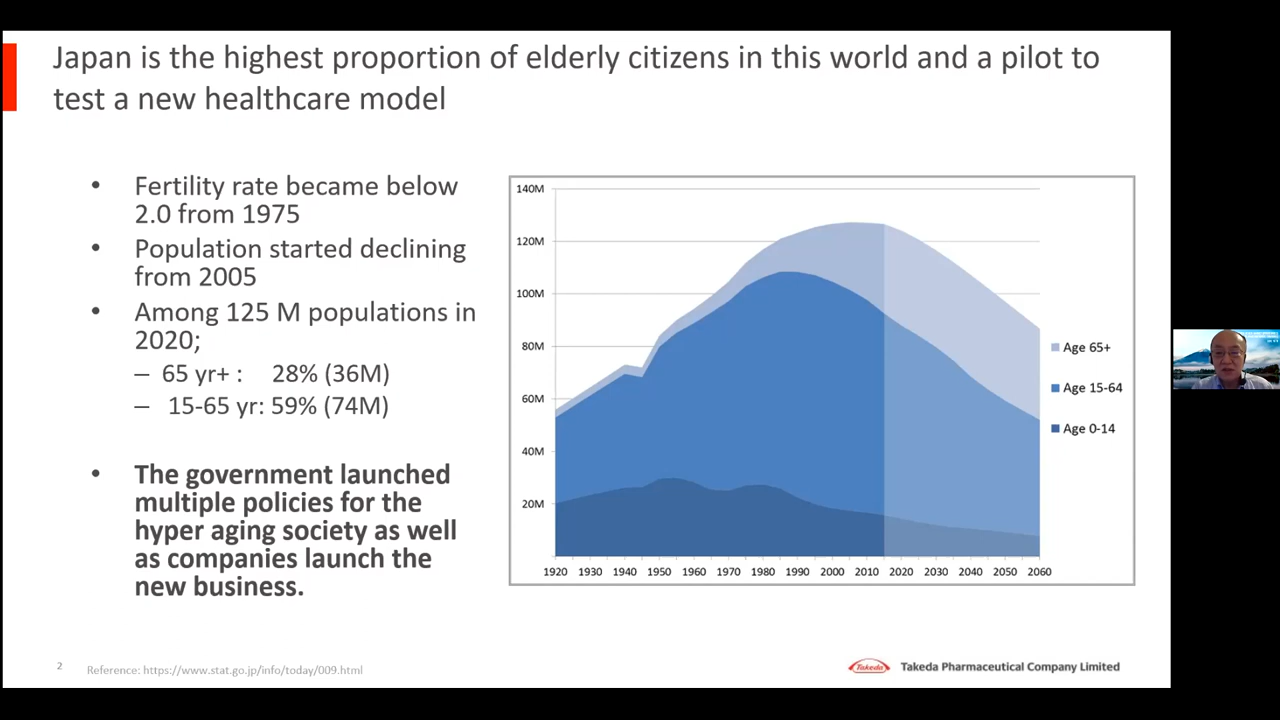 Japan is the highest proportion of elderly citizens in this world and a pilot to
test a new healthcare model
• Fertility rate became below
2.0 from 1975
• Population started declining
from 2005
• Among 125 M populations in
2020;
– 65 yr+ : 28% (36M)
– 15-65 yr: 59% (74M)
• The government launched
multiple policies for the
hyper aging society as well
as companies launch the
new business.
140M
120M
100M
80M
60M
40M
20M
1920 1930 1940 1950 1960 1970 1980 1990 2000 2010 2020 2030 2040 2050 2060
Age 65+
Age 15-64
Age 0-14
2
Reference: https://www.stat.go.jp/info/today/009.html
Takeda
Takeda Pharmaceutical Company Limited